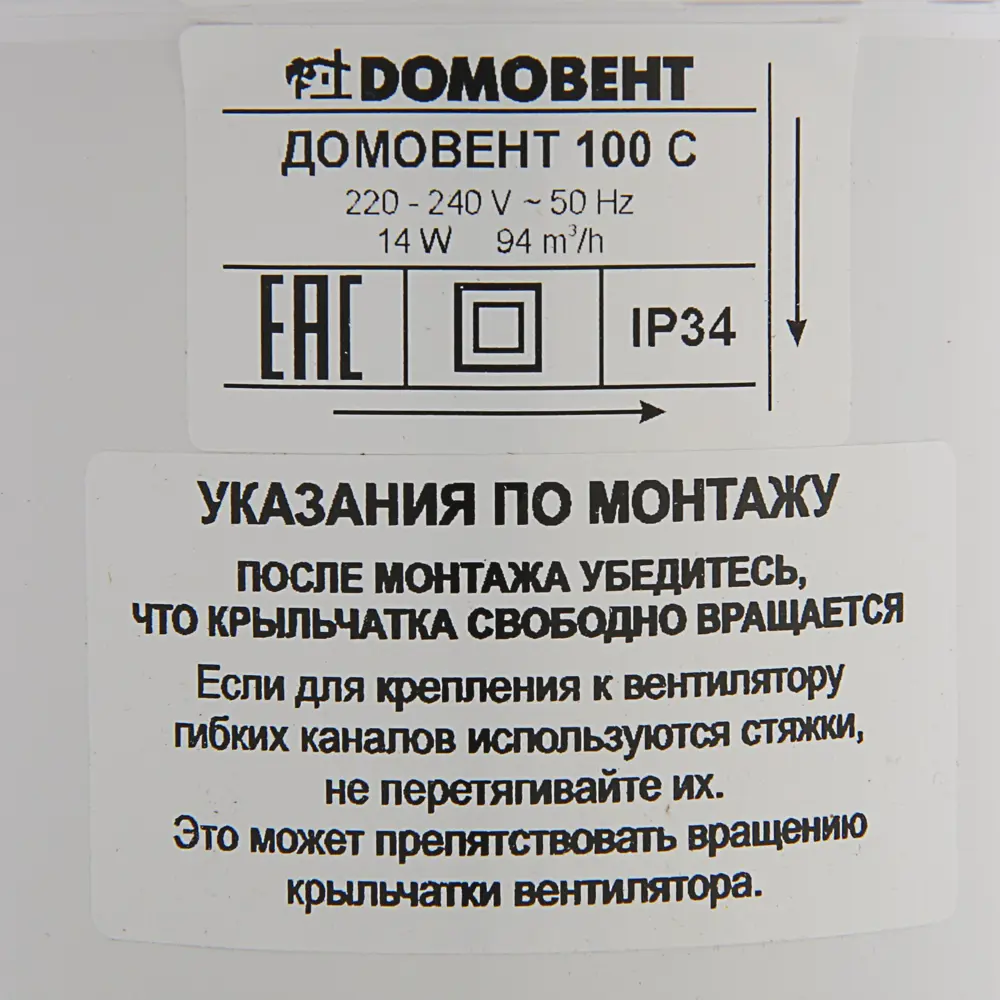 DОМОВЕНТ
ДОМОВЕНТ 100 С
220 - 240 V ~ 50 Hz
14 W 94 m³/h
EAC IP34
УКАЗАНИЯ ПО МОНТАЖУ
ПОСЛЕ МОНТАЖА УБЕДИТЕСЬ,
ЧТО КРЫЛЬЧАТКА СВОБОДНО ВРАЩАЕТСЯ
Если для крепления к вентилятору
гибких каналов используются стяжки,
не перетягивайте их.
Это может препятствовать вращению
крыльчатки вентилятора.